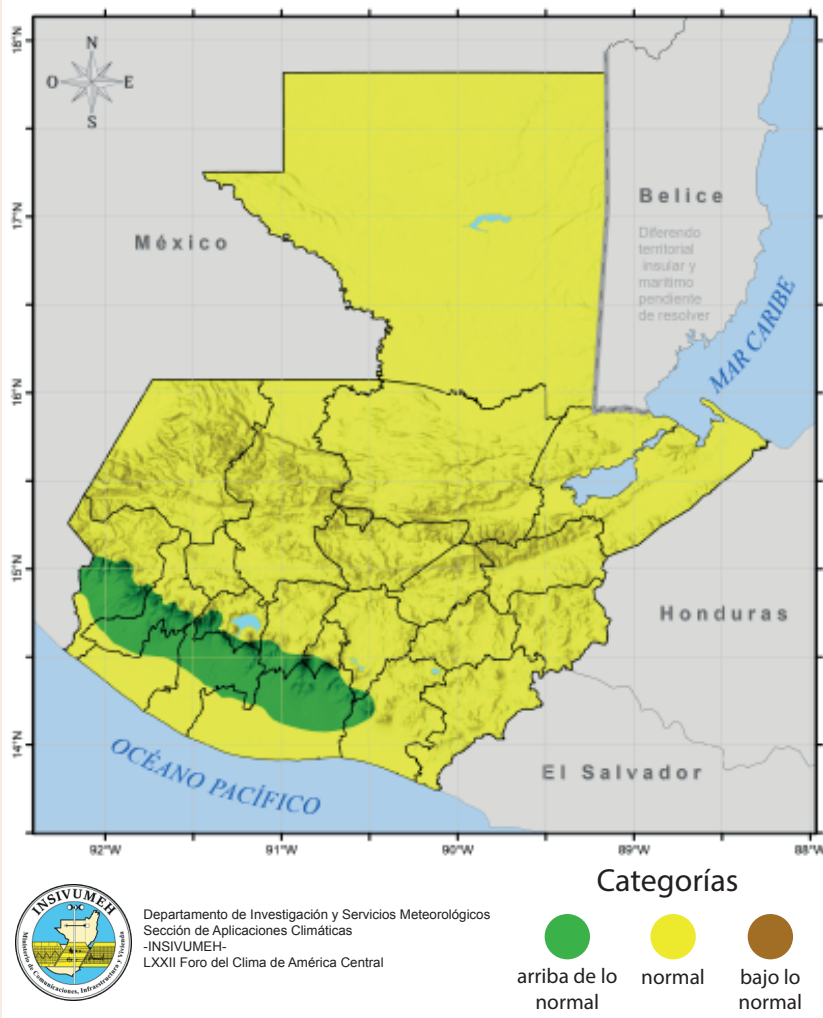 18°N
N
O E
S
Belice
17°N
México
Diferendo
territorial
insular y
marítimo
pendiente
de resolver
MAR CARIBE
16°N
15°N
Honduras
14°N
OCÉANO PACÍFICO
El Salvador
92°W 91°W 90°W 89°W 88°W
Categorías
INSIVUMEH
Ministerio de Comunicaciones, Infraestructura y Vivienda
Departamento de Investigación y Servicios Meteorológicos
Sección de Aplicaciones Climáticas
-INSIVUMEH-
LXXII Foro del Clima de América Central
arriba de lo
normal
normal
bajo lo
normal